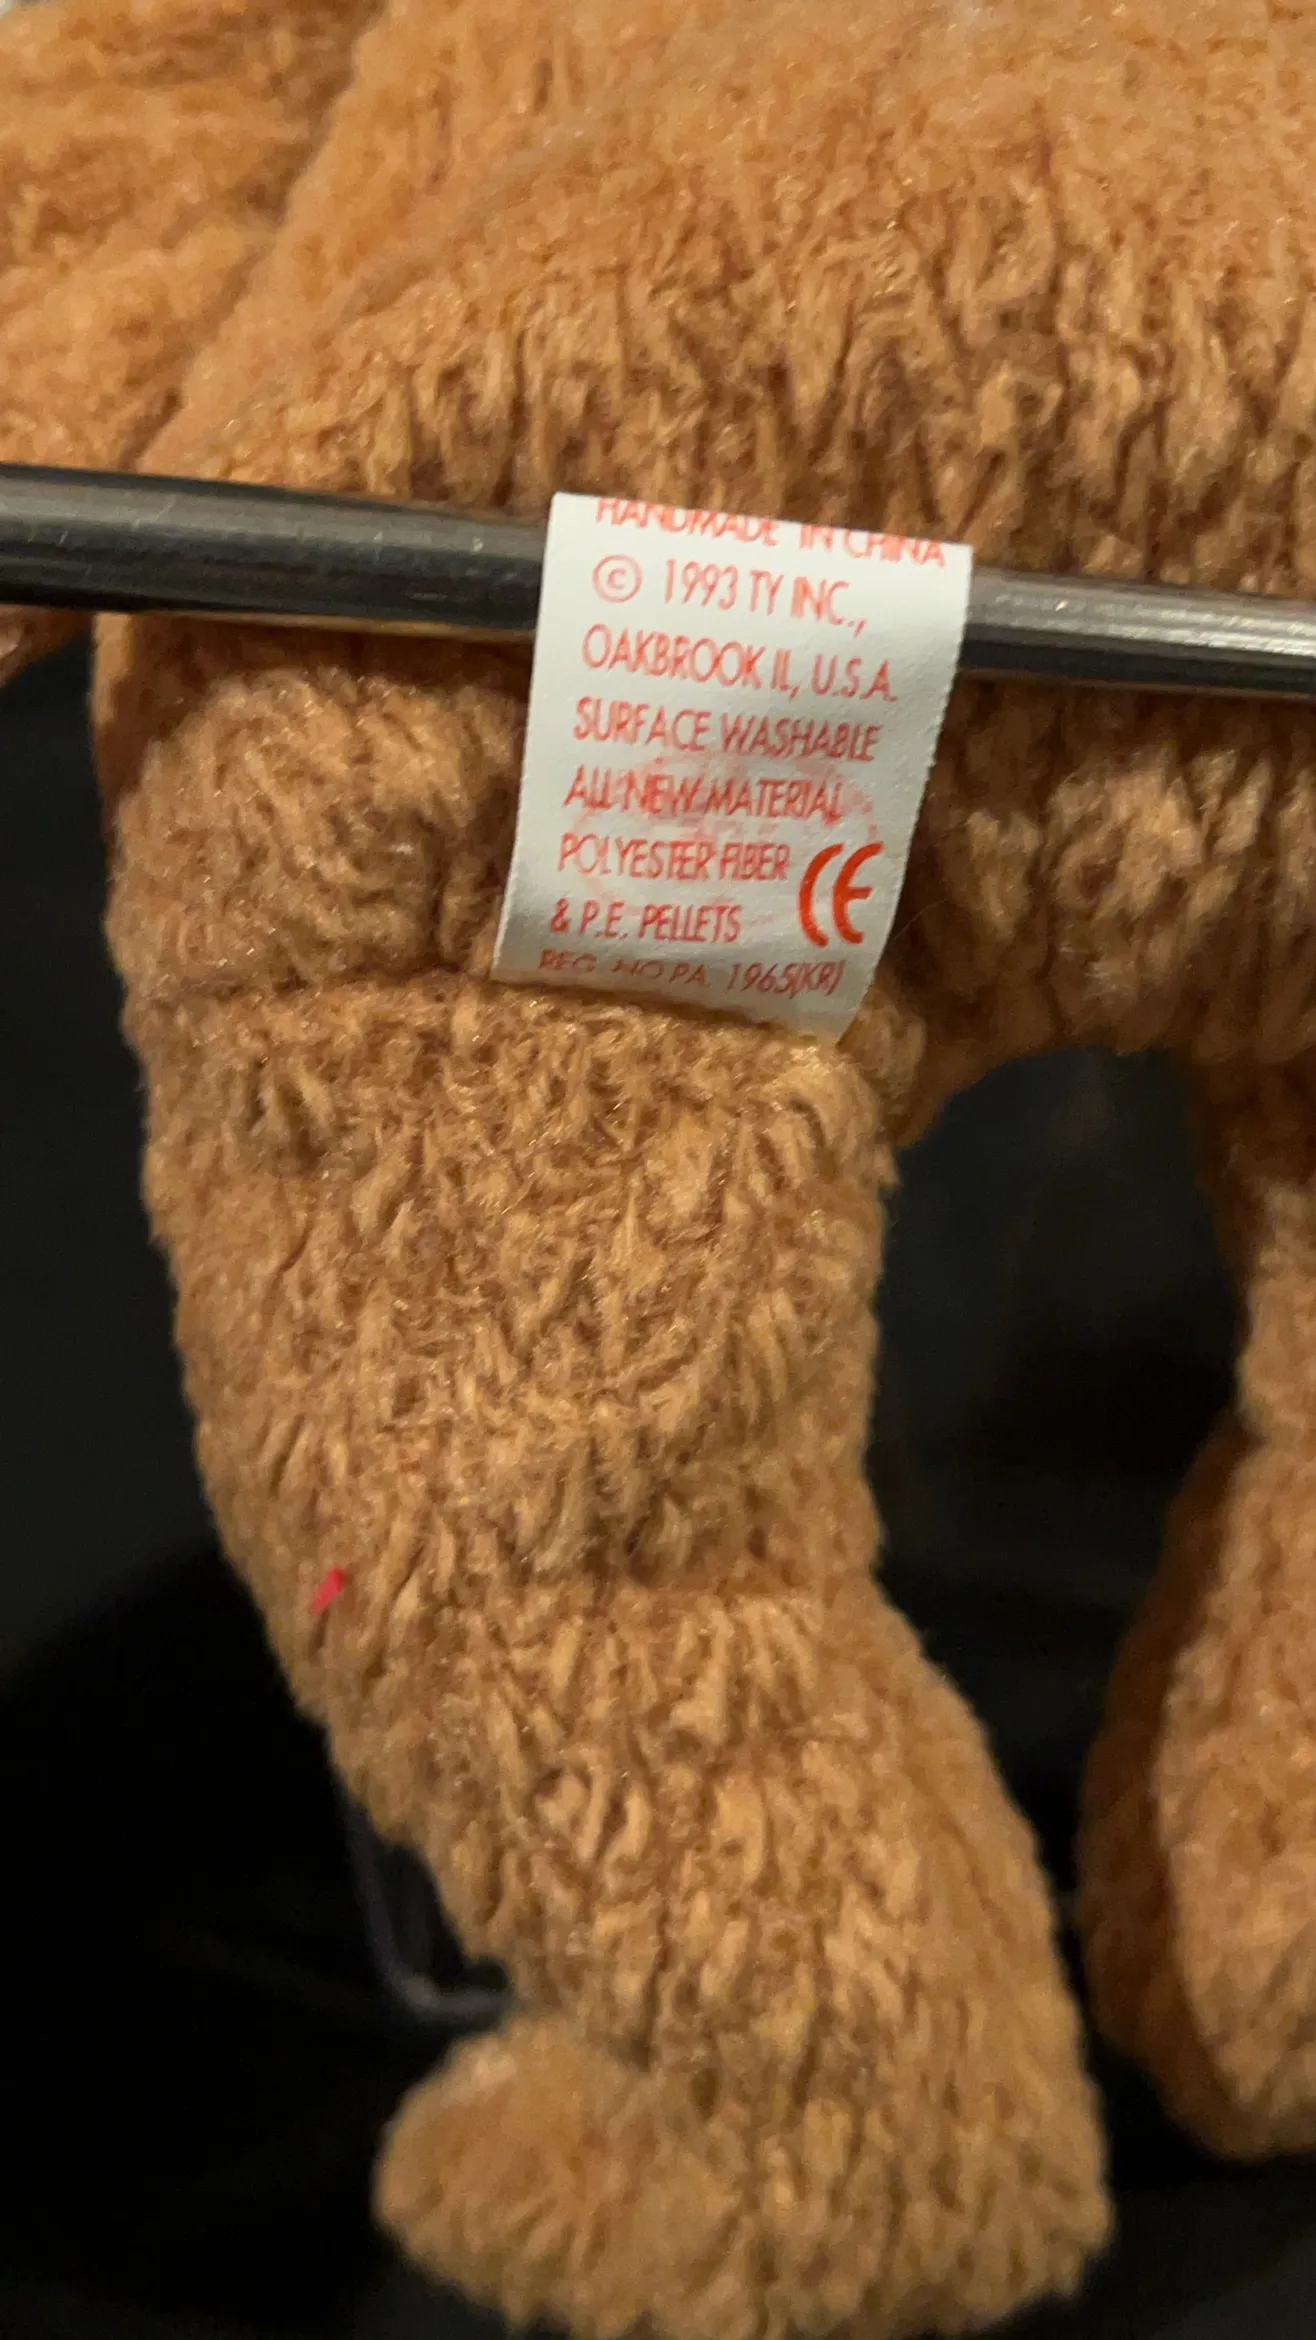 HANDMADE IN CHINA
© 1993 TY INC.,
OAKBROOK IL, U.S.A.
SURFACE WASHABLE
ALL NEW MATERIAL
POLYESTER FIBER
& P.E. PELLETS
CE
REG. NO PA. 1965(KR)